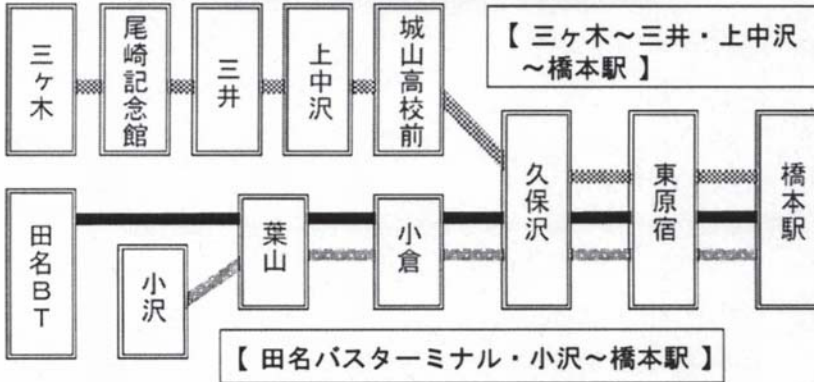 三ヶ木
尾崎記念館
三井
上中沢
城山高校前
【 三ヶ木～三井・上中沢
～橋本駅 】
久保沢
東原宿
橋本駅
田名BT
小沢
葉山
小倉
【 田名バスターミナル・小沢～橋本駅 】